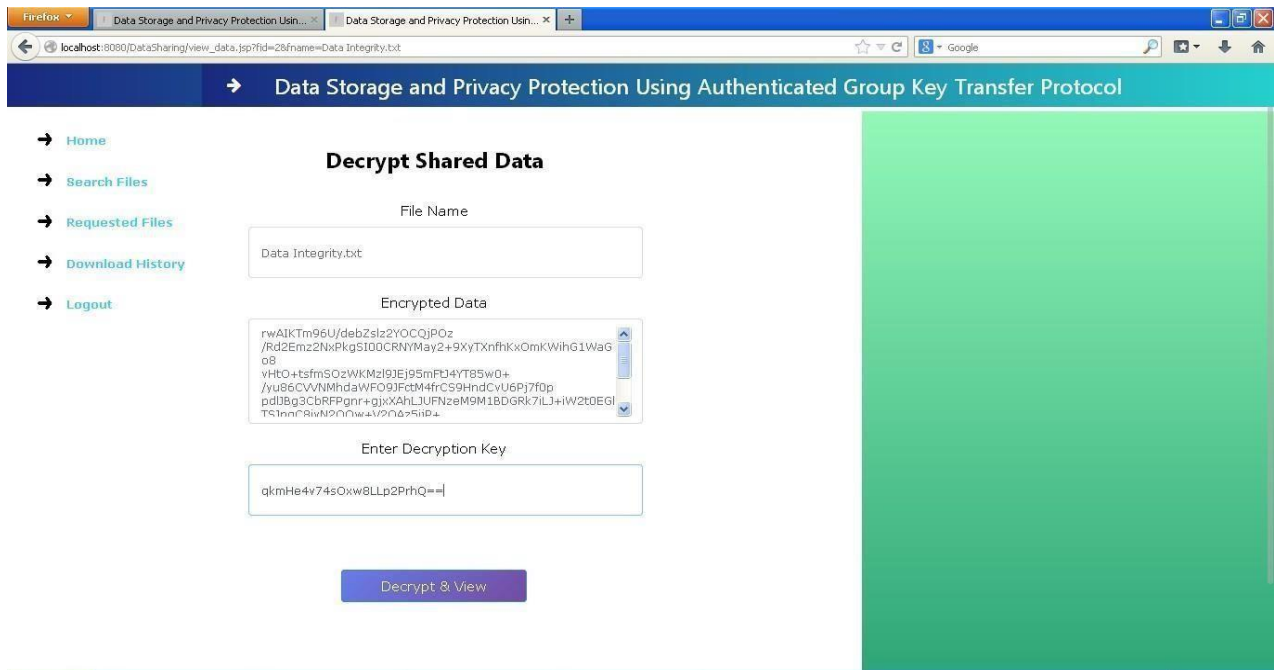 Firefox
Data Storage and Privacy Protection Usin...
Data Storage and Privacy Protection Usin...
localhost:8080/DataSharing/view_data.jsp?fid=28fname=Data Integrity.txt
Google
Data Storage and Privacy Protection Using Authenticated Group Key Transfer Protocol
Home
Search Files
Requested Files
Download History
Logout
Decrypt Shared Data
File Name
Data Integrity.txt
Encrypted Data
rwAIKTm96U/debZslz2YOCQjPOz
/Rd2Emz2NxPkgSI00CRNYMay2+9XyTXnfhKxOmKWihG1WaG
o8
vHtO+tsfmSOzWKMzl9JEj95mFtJ4YT85w0+
/yu86CVVNMhdaWFO9JFctM4frCS9HndCvU6Pj7f0p
pdlJBg3CbRFPgnr+gjxXAhLJUFNzeM9M1BDGRk7iLJ+iW2t0EGl
Enter Decryption Key
qkmHe4v74sOxw8LLp2PrhQ==
Decrypt & View